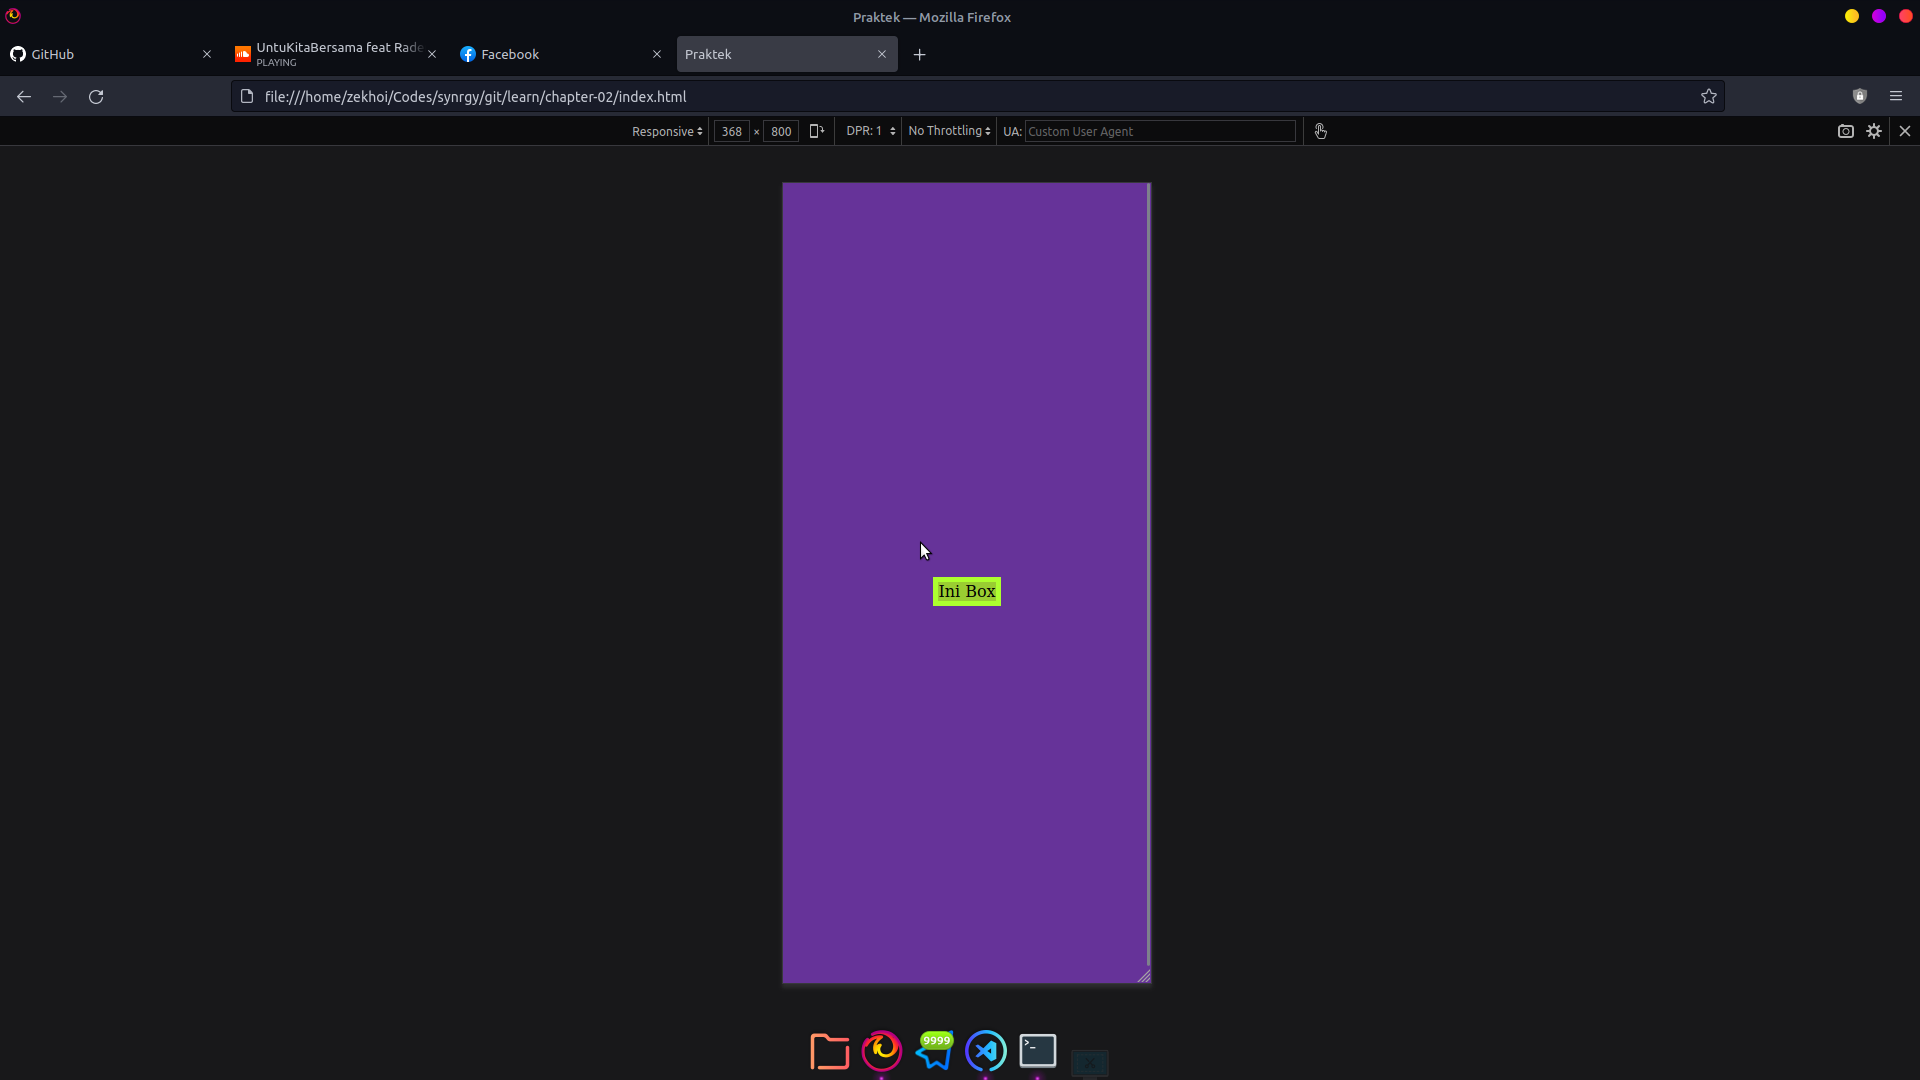 Praktek — Mozilla Firefox
GitHub
UntuKitaBersama feat Rade
PLAYING
Facebook
Praktek
file:///home/zekhoi/Codes/synrgy/git/learn/chapter-02/index.html
Responsive 368 × 800 DPR: 1 No Throttling UA: Custom User Agent
Ini Box
9999
>_